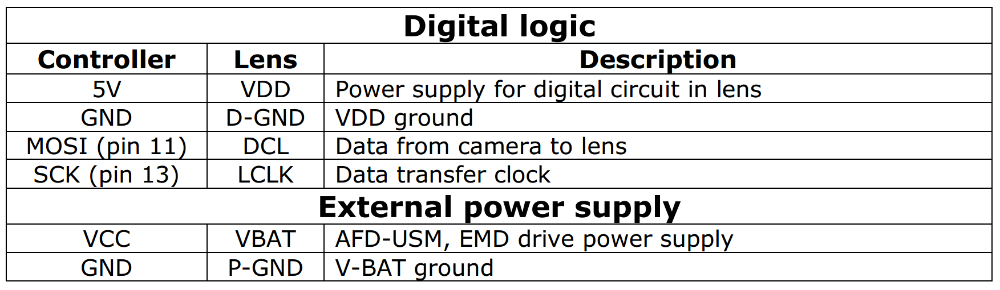 Digital logic
Controller Lens Description
5V VDD Power supply for digital circuit in lens
GND D-GND VDD ground
MOSI (pin 11) DCL Data from camera to lens
SCK (pin 13) LCLK Data transfer clock
External power supply
VCC VBAT AFD-USM, EMD drive power supply
GND P-GND V-BAT ground